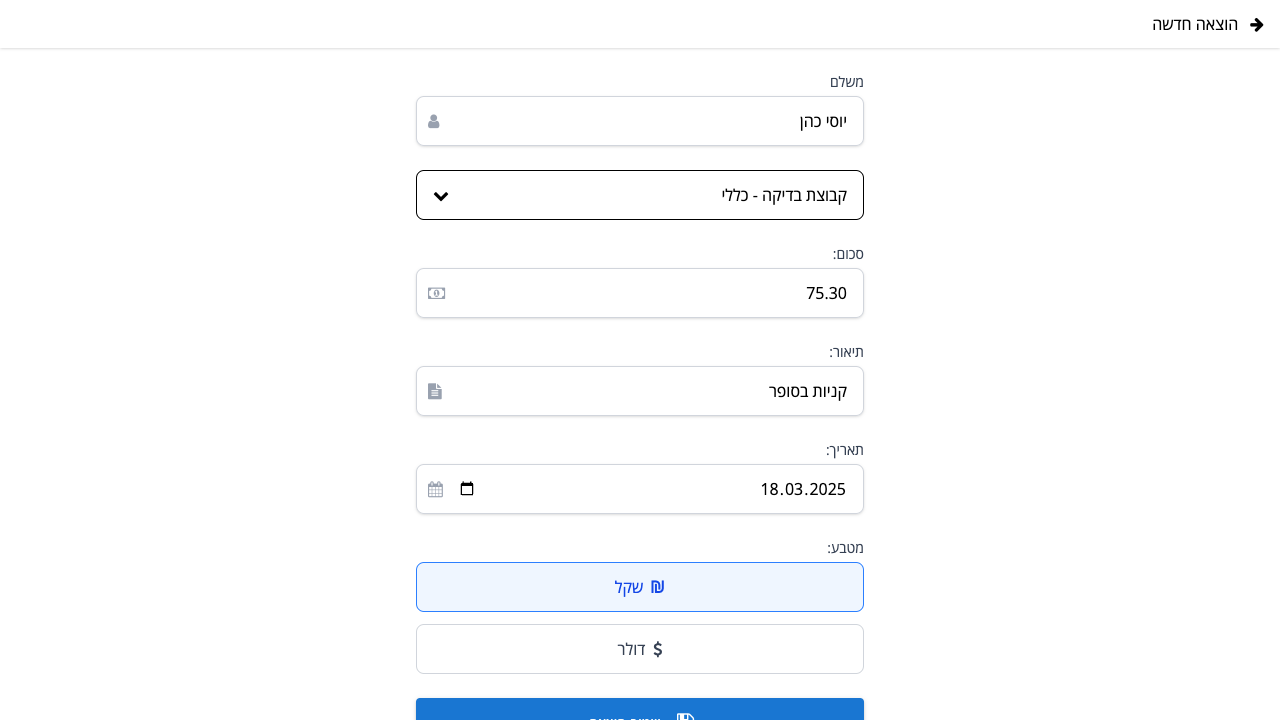 הוצאה חדשה
משלם
יוסי כהן
קבוצת בדיקה - כללי
סכום:
75.30
תיאור:
קניות בסופר
תאריך:
18.03.2025
מטבע:
₪ שקל
$ דולר